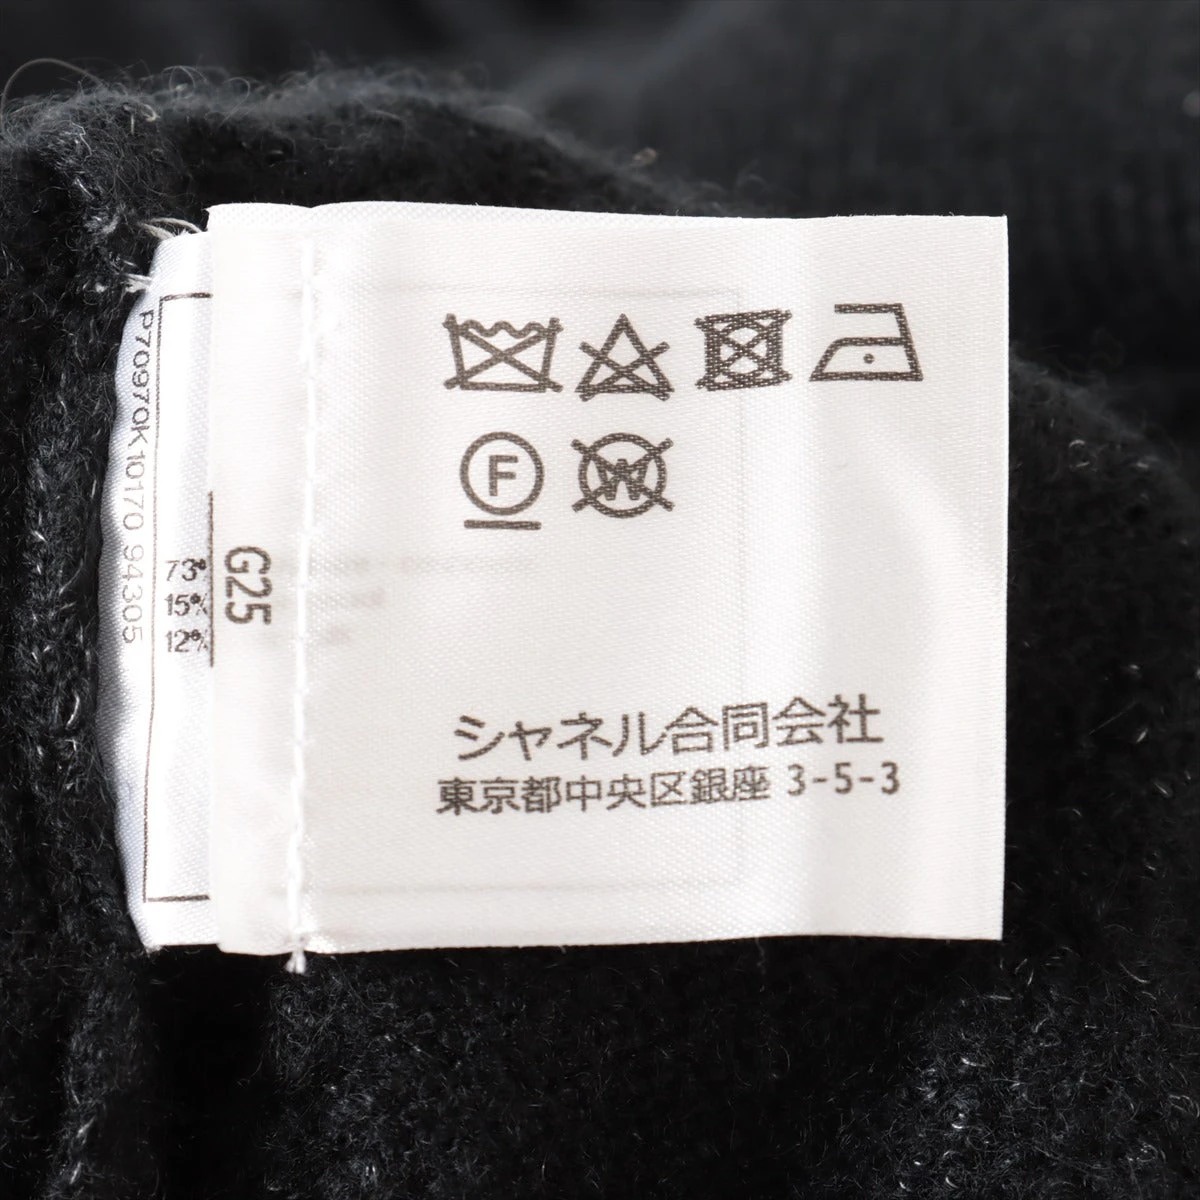 P70970K10170 94305
73%
15%
12%
G25
F
W
シャネル合同会社
東京都中央区銀座 3-5-3